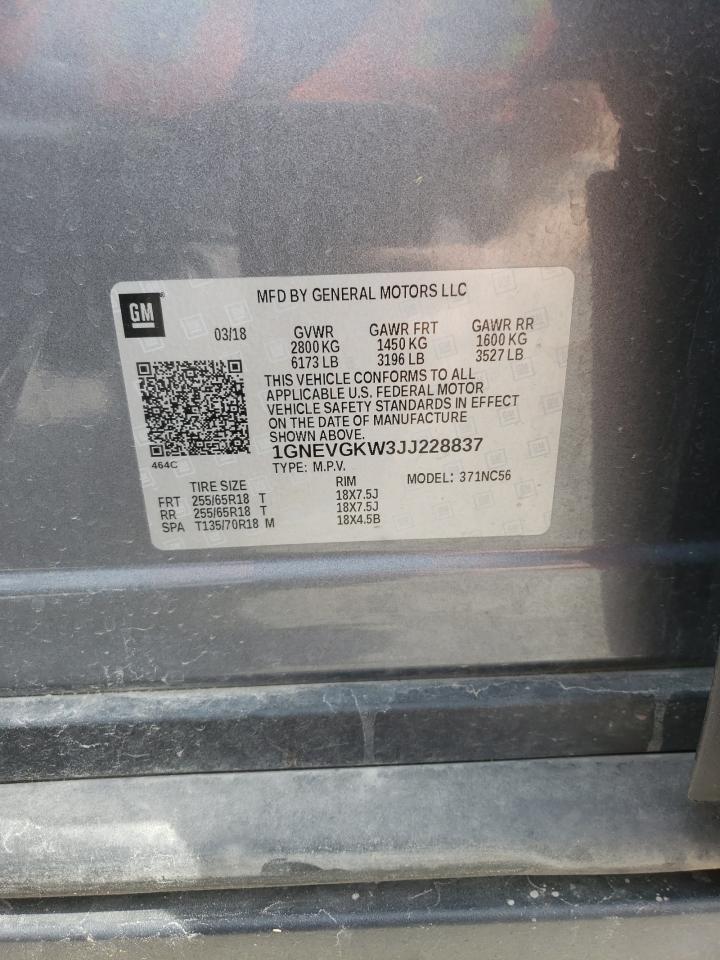 GM
MFD BY GENERAL MOTORS LLC
03/18 GVWR GAWR FRT GAWR RR
2800 KG 1450 KG 1600 KG
6173 LB 3196 LB 3527 LB
THIS VEHICLE CONFORMS TO ALL
APPLICABLE U.S. FEDERAL MOTOR
VEHICLE SAFETY STANDARDS IN EFFECT
ON THE DATE OF MANUFACTURE
SHOWN ABOVE.
1GNEVGKW3JJ228837
464C
TYPE: M.P.V. MODEL: 371NC56
TIRE SIZE RIM
FRT 255/65R18 T 18X7.5J
RR 255/65R18 T 18X7.5J
SPA T135/70R18 M 18X4.5B